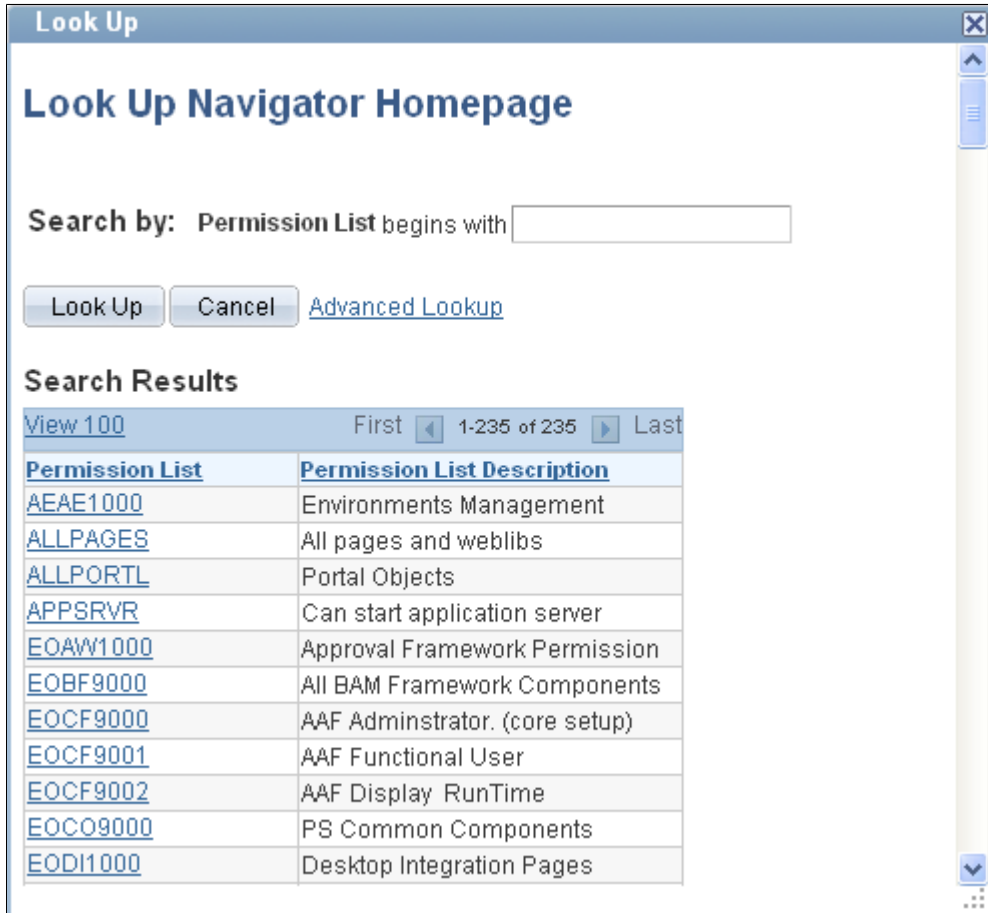 Look Up
Look Up Navigator Homepage
Search by: Permission List begins with
Look Up Cancel Advanced Lookup
Search Results
View 100 First 1-235 of 235 Last
Permission List Permission List Description
AEAE1000 Environments Management
ALLPAGES All pages and weblibs
ALLPORTL Portal Objects
APPSRVR Can start application server
EOAW1000 Approval Framework Permission
EOBF9000 All BAM Framework Components
EOCF9000 AAF Adminstrator. (core setup)
EOCF9001 AAF Functional User
EOCF9002 AAF Display RunTime
EOCO9000 PS Common Components
EODI1000 Desktop Integration Pages